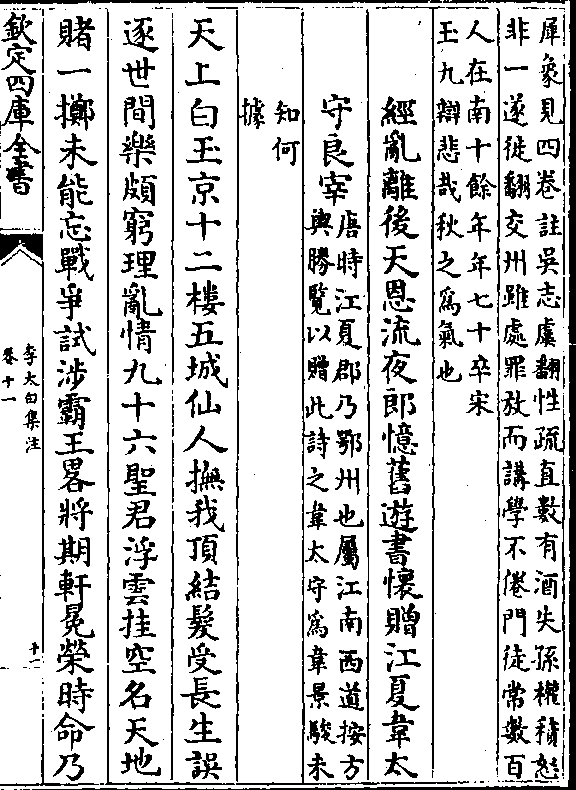 犀象見四卷註吳志虞翻性疏直數有酒失孫權積怒
非一遂徙翻交州雖處罪放而講學不倦門徒常數百
人在南十餘年年七十卒宋
玉九辯悲哉秋之爲氣也
經亂離後天恩流夜郎憶舊遊書懷贈江夏韋太
守良宰
唐時江夏郡乃鄂州也屬江南西道按方
輿勝覽以贈此詩之韋太守爲韋景駿未
知何
據
天上白玉京十二樓五城仙人撫我頂結髮受長生誤
逐世間樂頗窮理亂情九十六聖君浮雲挂空名天地
賭一擲未能忘戰爭試涉霸王畧將期軒冕榮時命乃
欽定四庫全書
李太白集注
卷十一
十一